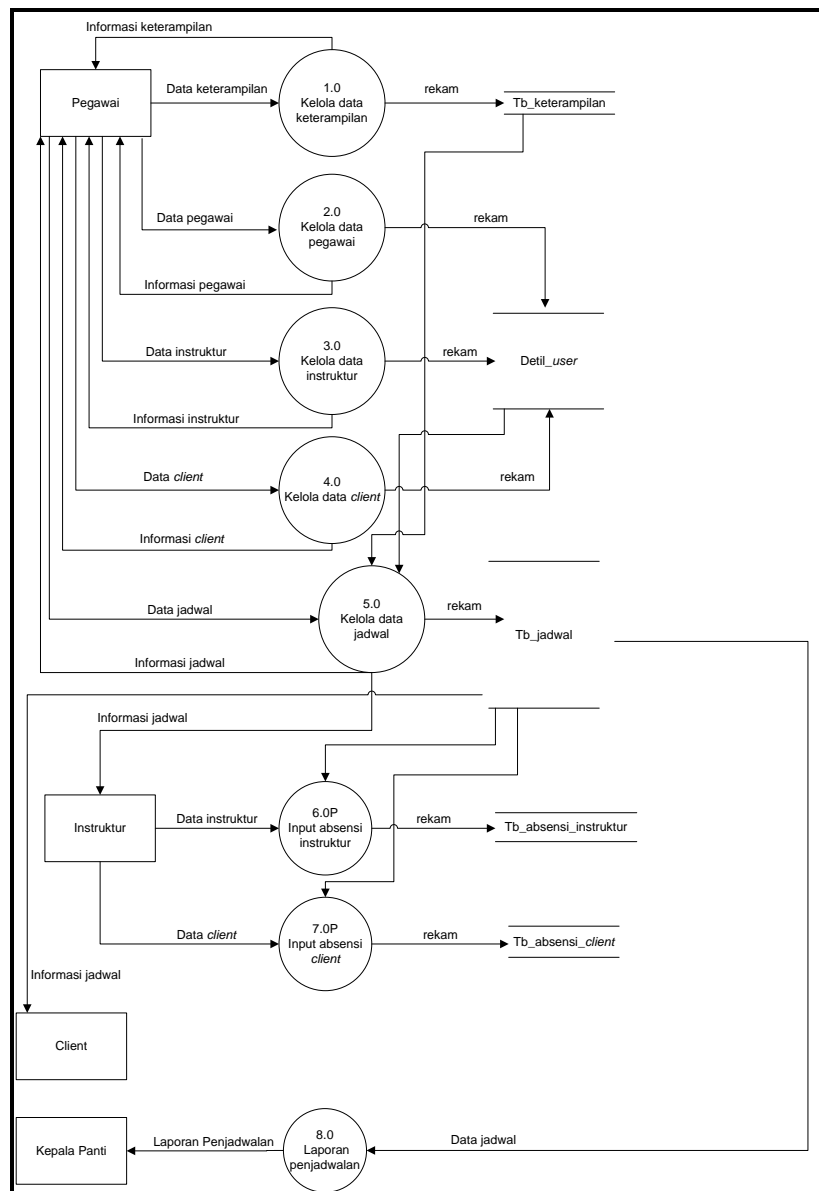 Informasi keterampilan
Pegawai
Data keterampilan
1.0
Kelola data
keterampilan
rekam
Tb_keterampilan
Data pegawai
2.0
Kelola data
pegawai
rekam
Informasi pegawai
Data instruktur
3.0
Kelola data
instruktur
rekam
Detil_user
Informasi instruktur
Data client
4.0
Kelola data client
rekam
Informasi client
Data jadwal
5.0
Kelola data
jadwal
rekam
Tb_jadwal
Informasi jadwal
Informasi jadwal
Instruktur
Data instruktur
6.0P
Input absensi
instruktur
rekam
Tb_absensi_instruktur
Data client
7.0P
Input absensi
client
rekam
Tb_absensi_client
Informasi jadwal
Client
Kepala Panti
Laporan Penjadwalan
8.0
Laporan
penjadwalan
Data jadwal